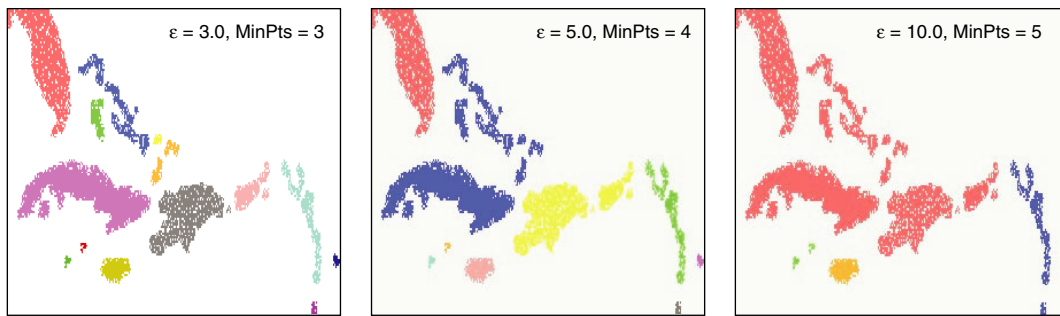 ε = 3.0, MinPts = 3
ε = 5.0, MinPts = 4
ε = 10.0, MinPts = 5